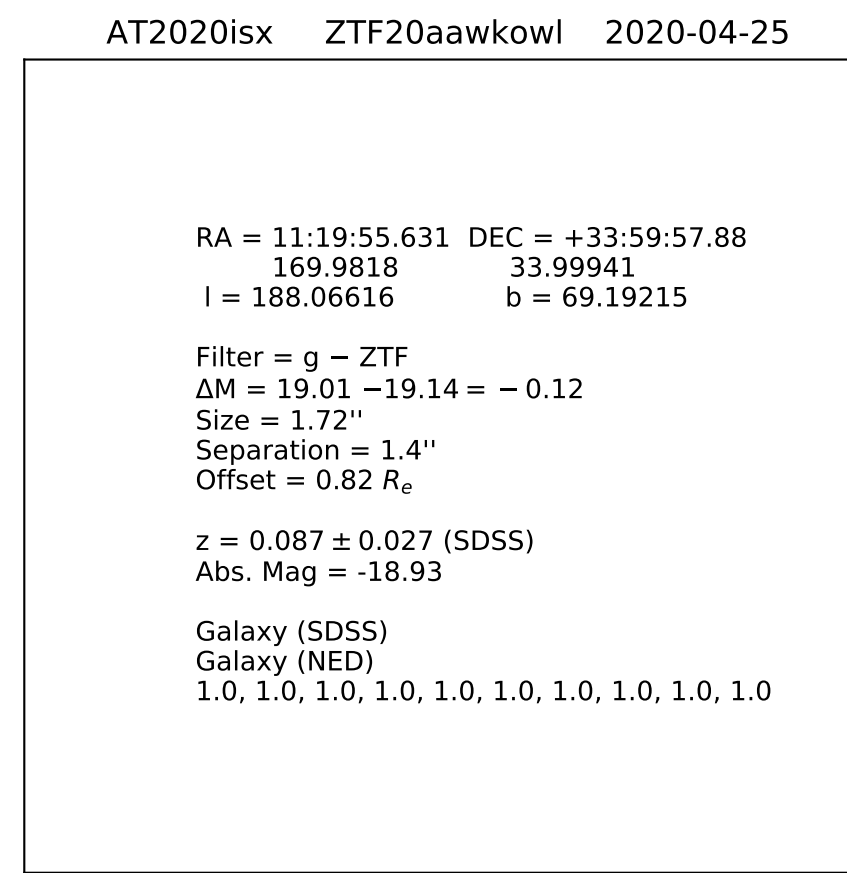 AT2020isx ZTF20aawkowl 2020-04-25
RA = 11:19:55.631 DEC = +33:59:57.88
169.9818 33.99941
l = 188.06616 b = 69.19215
Filter = g − ZTF
ΔM = 19.01 −19.14 = − 0.12
Size = 1.72''
Separation = 1.4''
Offset = 0.82 Rₑ
z = 0.087 ± 0.027 (SDSS)
Abs. Mag = -18.93
Galaxy (SDSS)
Galaxy (NED)
1.0, 1.0, 1.0, 1.0, 1.0, 1.0, 1.0, 1.0, 1.0, 1.0